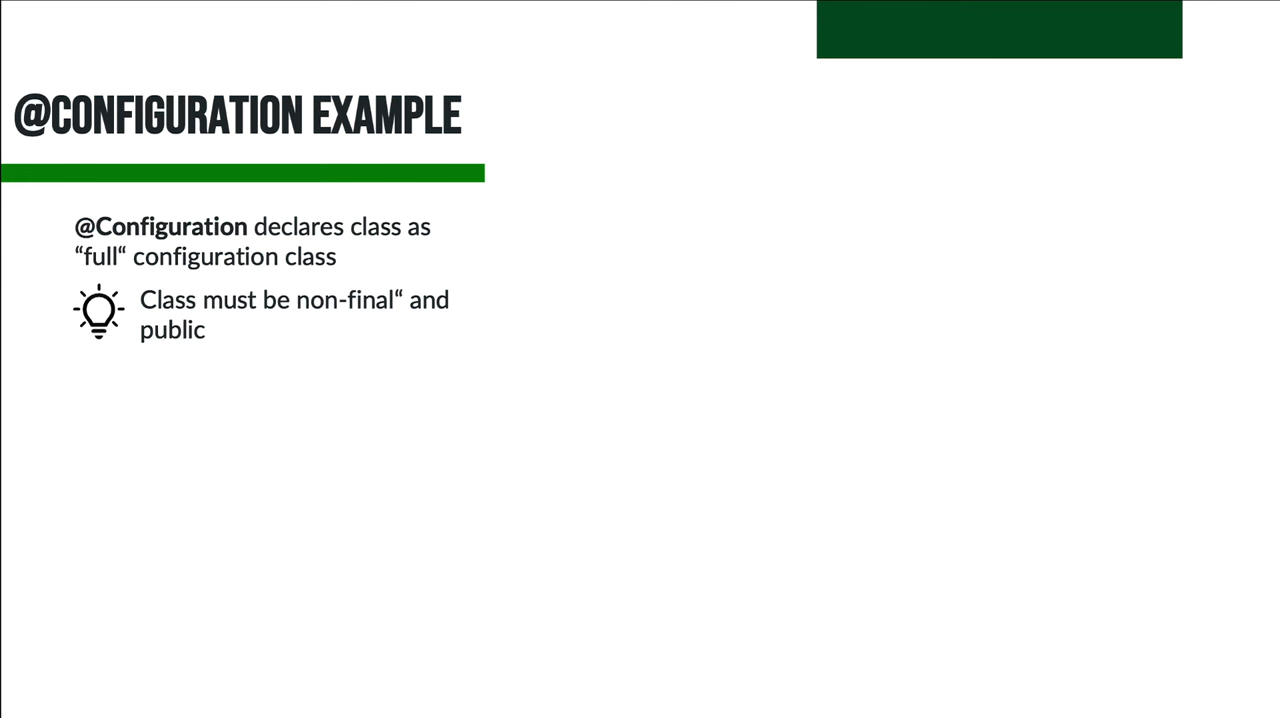 @CONFIGURATION EXAMPLE
@Configuration declares class as
“full“ configuration class
Class must be non-final“ and
public